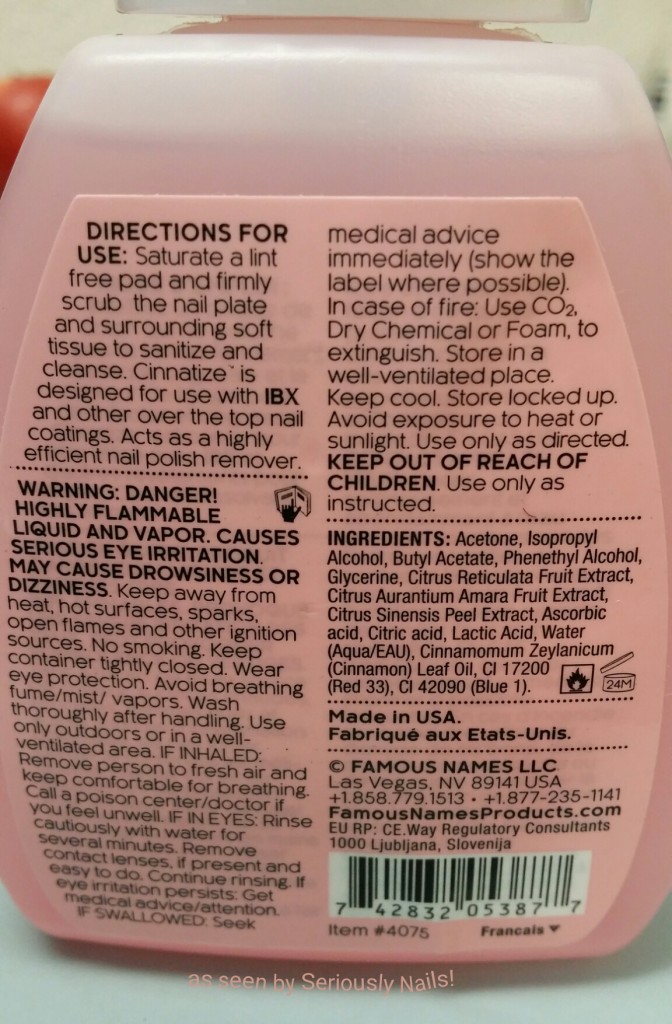 DIRECTIONS FOR
USE: Saturate a lint
free pad and firmly
scrub the nail plate
and surrounding soft
tissue to sanitize and
cleanse. Cinnatize™ is
designed for use with IBX
and other over the top nail
coatings. Acts as a highly
efficient nail polish remover.
WARNING: DANGER!
HIGHLY FLAMMABLE
LIQUID AND VAPOR. CAUSES
SERIOUS EYE IRRITATION.
MAY CAUSE DROWSINESS OR
DIZZINESS. Keep away from
heat, hot surfaces, sparks,
open flames and other ignition
sources. No smoking. Keep
container tightly closed. Wear
eye protection. Avoid breathing
fume/mist/ vapors. Wash
thoroughly after handling. Use
only outdoors or in a well-
ventilated area. IF INHALED:
Remove person to fresh air and
keep comfortable for breathing.
Call a poison center/doctor if
you feel unwell. IF IN EYES: Rinse
cautiously with water for
several minutes. Remove
contact lenses, if present and
easy to do. Continue rinsing. If
eye irritation persists: Get
medical advice/attention.
IF SWALLOWED: Seek
medical advice
immediately (show the
label where possible).
In case of fire: Use CO₂,
Dry Chemical or Foam, to
extinguish. Store in a
well-ventilated place.
Keep cool. Store locked up.
Avoid exposure to heat or
sunlight. Use only as directed.
KEEP OUT OF REACH OF
CHILDREN. Use only as
instructed.
INGREDIENTS: Acetone, Isopropyl
Alcohol, Butyl Acetate, Phenethyl Alcohol,
Glycerine, Citrus Reticulata Fruit Extract,
Citrus Aurantium Amara Fruit Extract,
Citrus Sinensis Peel Extract, Ascorbic
acid, Citric acid, Lactic Acid, Water
(Aqua/EAU), Cinnamomum Zeylanicum
(Cinnamon) Leaf Oil, CI 17200
(Red 33), CI 42090 (Blue 1).
24M
Made in USA.
Fabriqué aux Etats-Unis.
© FAMOUS NAMES LLC
Las Vegas, NV 89141 USA
+1.858.779.1513 • +1.877-235-1141
FamousNamesProducts.com
EU RP: CE.Way Regulatory Consultants
1000 Ljubljana, Slovenija
7 42832 05387 7
Item #4075 Francais ▼
as seen by Seriously Nails!